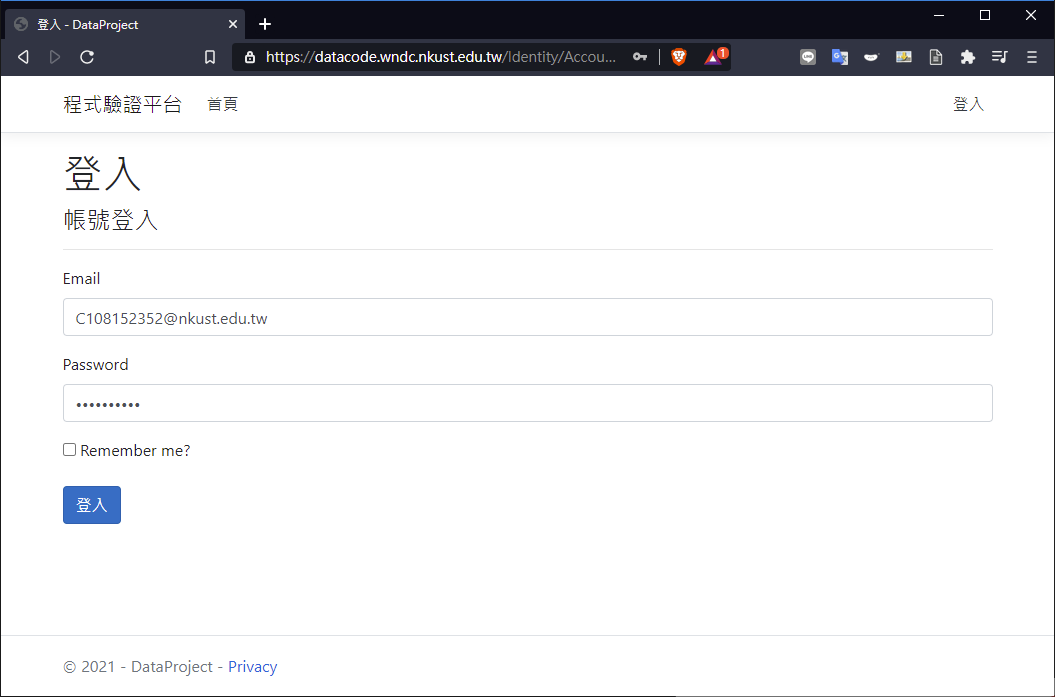 登入 - DataProject
https://datacode.wndc.nkust.edu.tw/Identity/Accou...
1
程式驗證平台 首頁 登入
登入
帳號登入
Email
C108152352@nkust.edu.tw
Password
••••••••••
Remember me?
登入
© 2021 - DataProject - Privacy